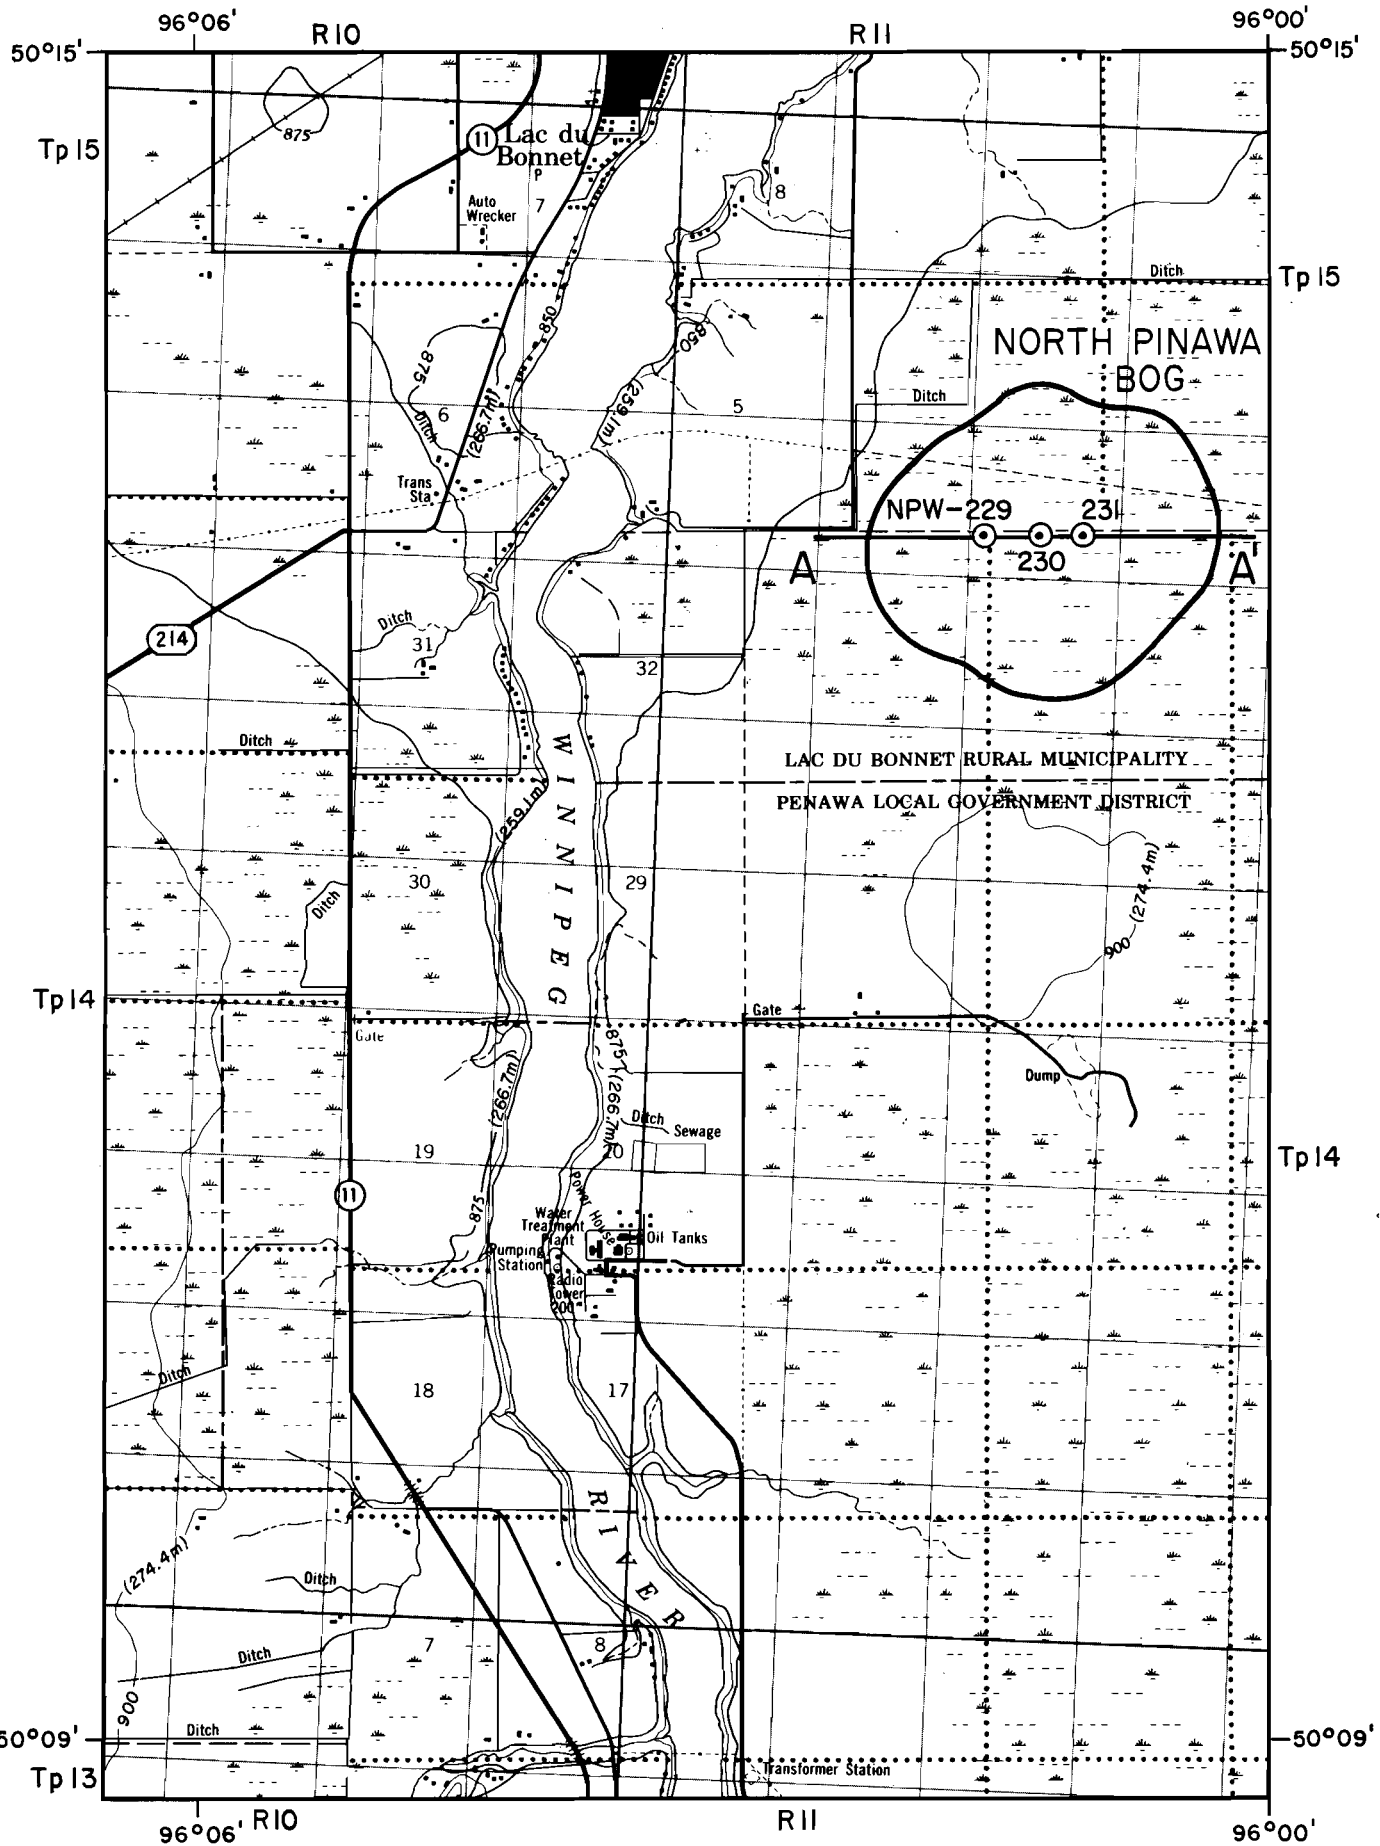 96°06'
R10
R11
96°00'
50°15'
50°15'
Tp 15
875
11
Lac du
Bonnet
P
7
8
Auto
Wrecker
Ditch
Tp 15
850
850
875
(266.7m)
(259.1m)
6
Ditch
5
Ditch
NORTH PINAWA
BOG
Trans
Sta
NPW-229
231
230
A
A'
214
Ditch
31
32
Ditch
WINNIPEG
LAC DU BONNET RURAL MUNICIPALITY
PENAWA LOCAL GOVERNMENT DISTRICT
(259.1m)
30
29
Ditch
900 (274.4m)
Tp 14
Gate
Gate
875
(266.7m)
(266.7m)
Dump
Ditch
Sewage
19
20
Tp 14
11
875
Power House
Water
Treatment
Plant
Oil Tanks
Pumping
Station
Radio
Tower
200'
Ditch
18
17
RIVER
(274.4m)
Ditch
7
8
Ditch
900
Ditch
50°09'
50°09'
Tp 13
Transformer Station
96°06'
R10
R11
96°00'